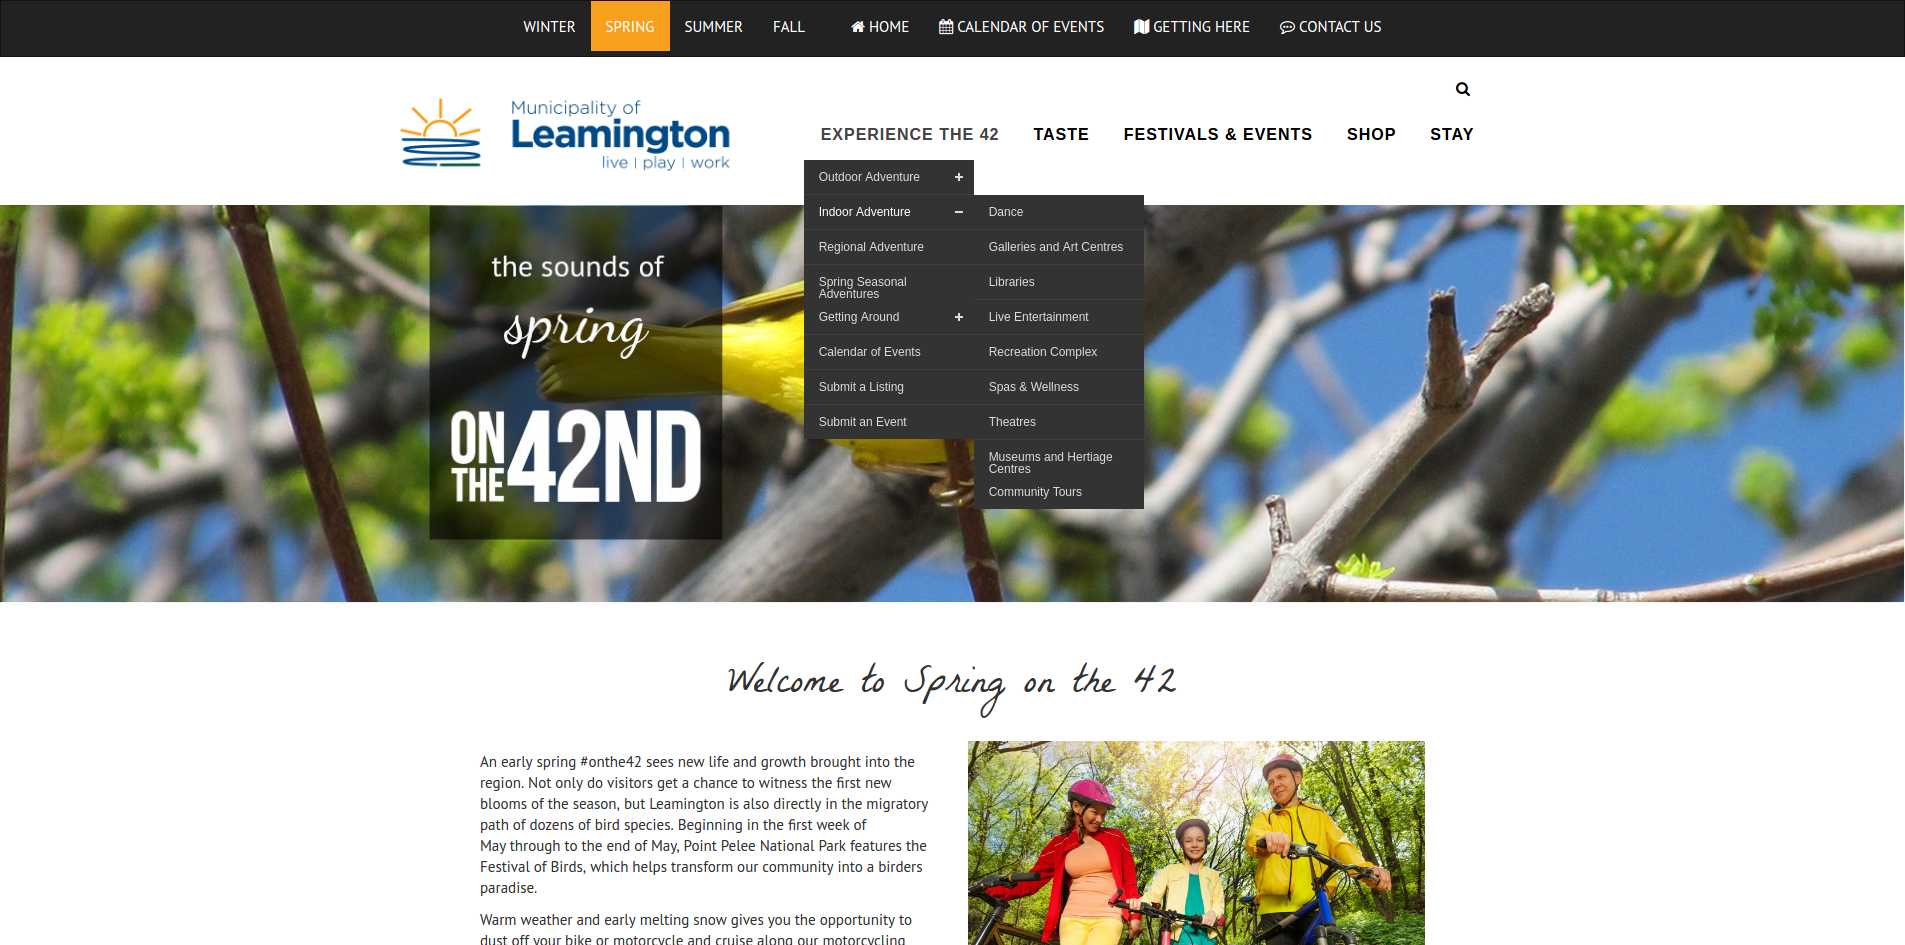 WINTER SPRING SUMMER FALL HOME CALENDAR OF EVENTS GETTING HERE CONTACT US
Municipality of
Leamington
live | play | work
EXPERIENCE THE 42 TASTE FESTIVALS & EVENTS SHOP STAY
Outdoor Adventure +
Indoor Adventure −
Regional Adventure
Spring Seasonal
Adventures
Getting Around +
Calendar of Events
Submit a Listing
Submit an Event
Dance
Galleries and Art Centres
Libraries
Live Entertainment
Recreation Complex
Spas & Wellness
Theatres
Museums and Hertiage
Centres
Community Tours
the sounds of
spring
ON
THE
42ND
Welcome to Spring on the 42
An early spring #onthe42 sees new life and growth brought into the
region. Not only do visitors get a chance to witness the first new
blooms of the season, but Leamington is also directly in the migratory
path of dozens of bird species. Beginning in the first week of
May through to the end of May, Point Pelee National Park features the
Festival of Birds, which helps transform our community into a birders
paradise.
Warm weather and early melting snow gives you the opportunity to
dust off your bike or motorcycle and cruise along our motorcycling